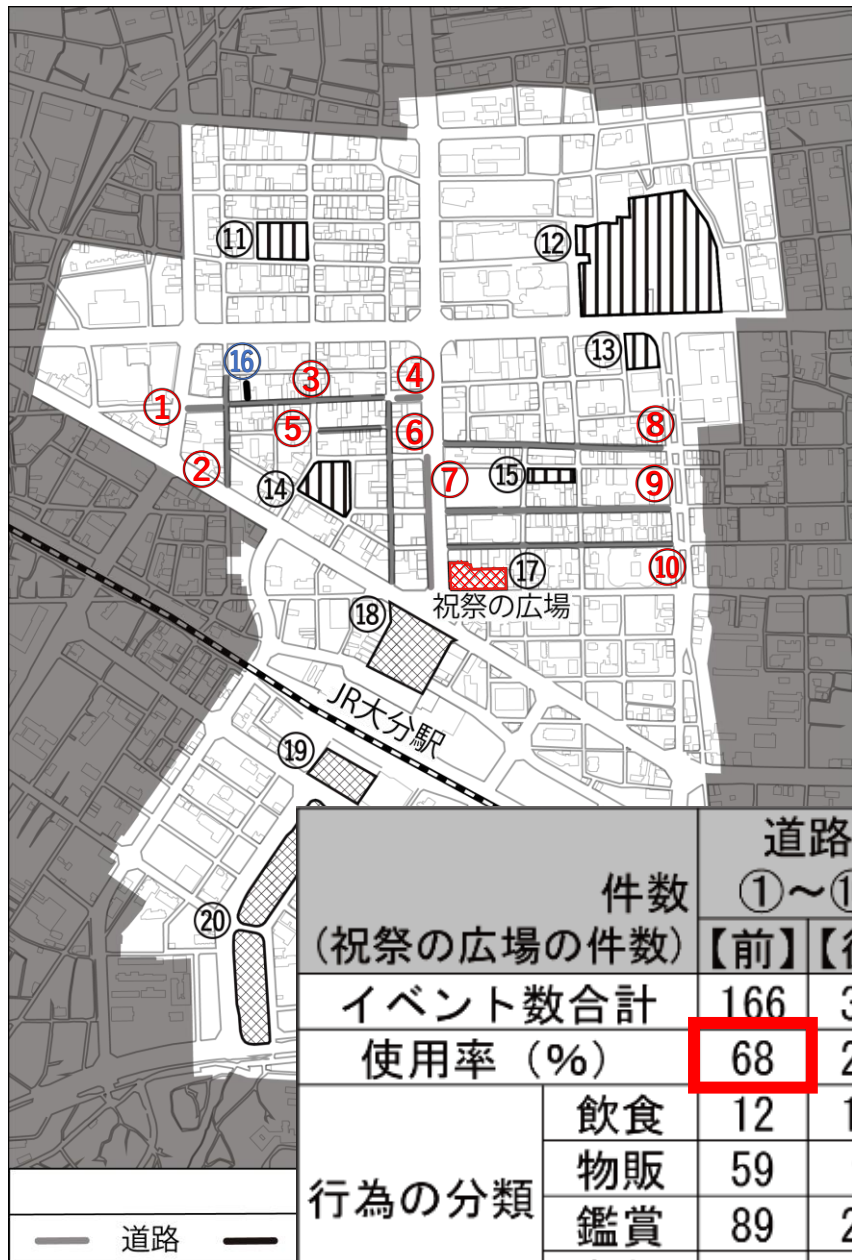 ⑪
⑫
⑬
⑯
③
④
①
⑤
⑥
⑧
②
⑦
⑭
⑮
⑨
⑩
⑰
祝祭の広場
⑱
JR大分駅
⑲
⑳
道路
件数 ①～
(祝祭の広場の件数) 【前】
イベント数合計 166
使用率（%） 68
飲食 12
物販 59
行為の分類
鑑賞 89
道路